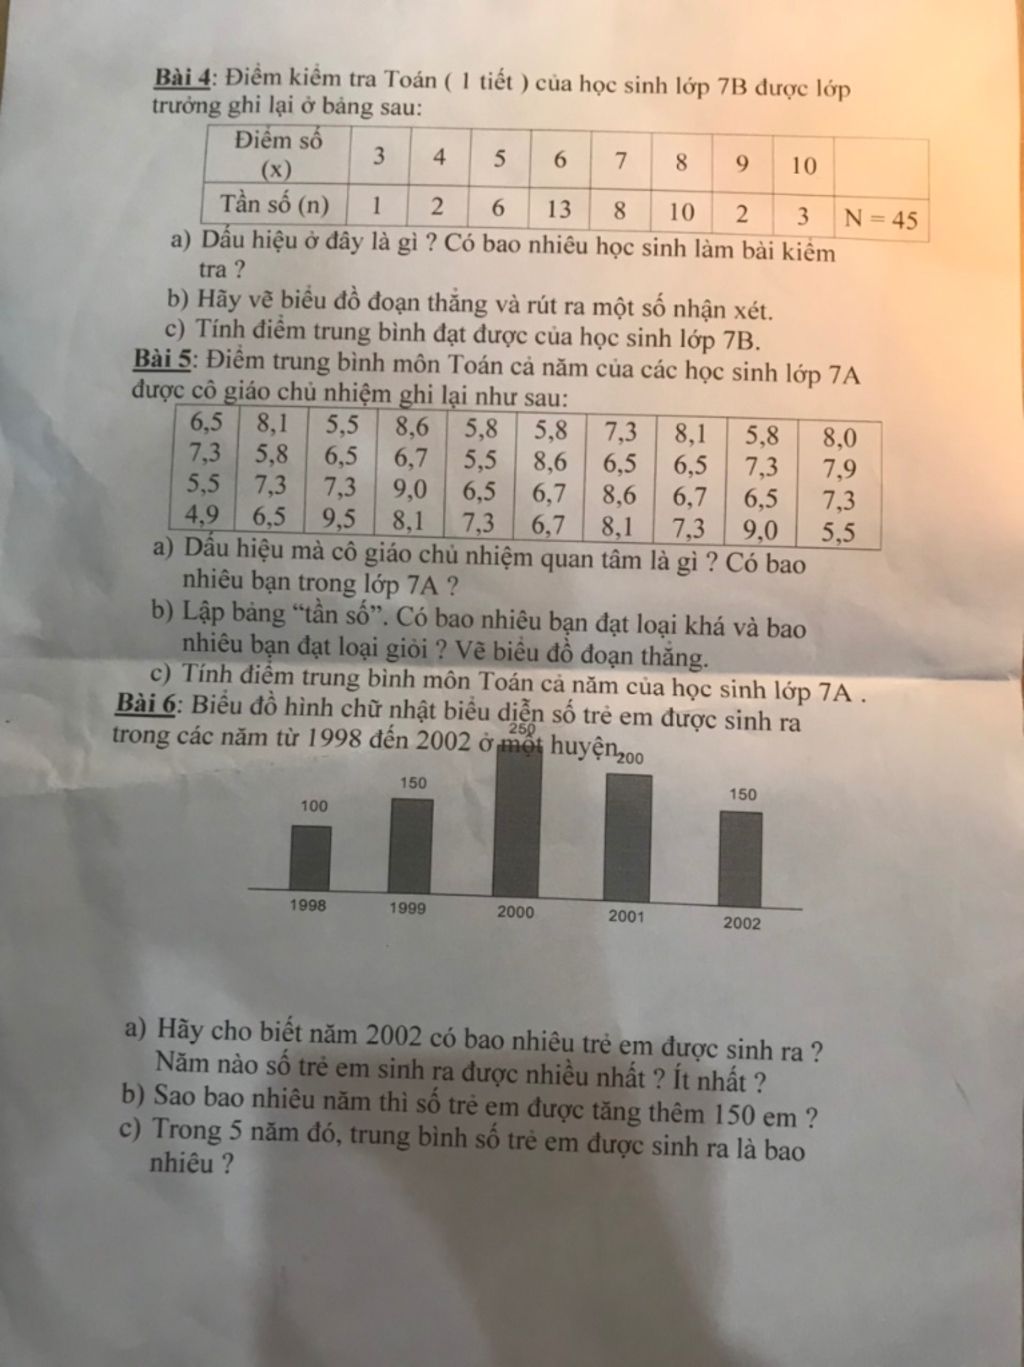 Bài 4: Điểm kiểm tra Toán ( 1 tiết ) của học sinh lớp 7B được lớp
trưởng ghi lại ở bảng sau:
Điểm số (x) 3 4 5 6 7 8 9 10
Tần số (n) 1 2 6 13 8 10 2 3 N = 45
a) Dấu hiệu ở đây là gì ? Có bao nhiêu học sinh làm bài kiểm
tra ?
b) Hãy vẽ biểu đồ đoạn thẳng và rút ra một số nhận xét.
c) Tính điểm trung bình đạt được của học sinh lớp 7B.
Bài 5: Điểm trung bình môn Toán cả năm của các học sinh lớp 7A
được cô giáo chủ nhiệm ghi lại như sau:
6,5 8,1 5,5 8,6 5,8 5,8 7,3 8,1 5,8 8,0
7,3 5,8 6,5 6,7 5,5 8,6 6,5 6,5 7,3 7,9
5,5 7,3 7,3 9,0 6,5 6,7 8,6 6,7 6,5 7,3
4,9 6,5 9,5 8,1 7,3 6,7 8,1 7,3 9,0 5,5
a) Dấu hiệu mà cô giáo chủ nhiệm quan tâm là gì ? Có bao
nhiêu bạn trong lớp 7A ?
b) Lập bảng “tần số”. Có bao nhiêu bạn đạt loại khá và bao
nhiêu bạn đạt loại giỏi ? Vẽ biểu đồ đoạn thẳng.
c) Tính điểm trung bình môn Toán cả năm của học sinh lớp 7A .
Bài 6: Biểu đồ hình chữ nhật biểu diễn số trẻ em được sinh ra
trong các năm từ 1998 đến 2002 ở một huyện.
100 150 250 200 150
1998 1999 2000 2001 2002
a) Hãy cho biết năm 2002 có bao nhiêu trẻ em được sinh ra ?
Năm nào số trẻ em sinh ra được nhiều nhất ? Ít nhất ?
b) Sao bao nhiêu năm thì số trẻ em được tăng thêm 150 em ?
c) Trong 5 năm đó, trung bình số trẻ em được sinh ra là bao
nhiêu ?